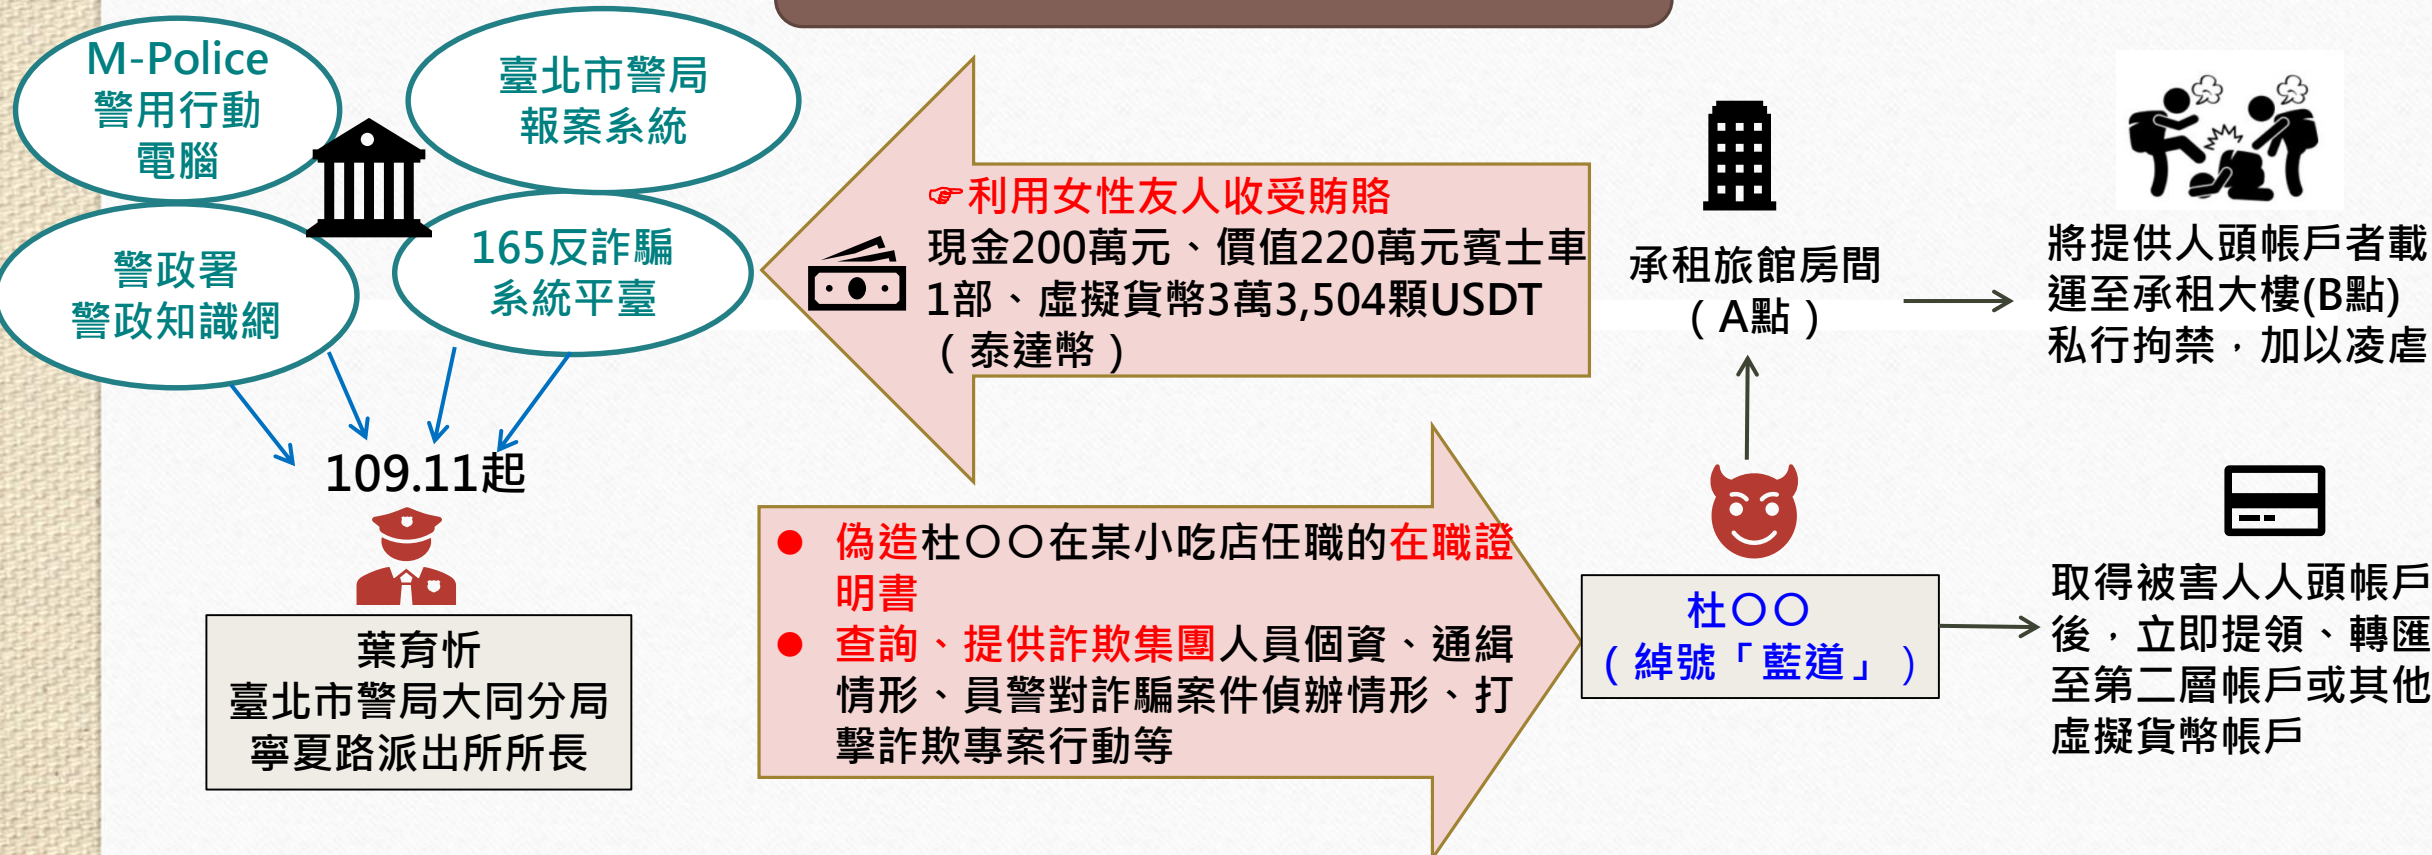 M-Police
警用行動
電腦
臺北市警局
報案系統
警政署
警政知識網
165反詐騙
系統平臺
109.11起
葉育忻
臺北市警局大同分局
寧夏路派出所所長
☞利用女性友人收受賄賂
現金200萬元、價值220萬元賓士車
1部、虛擬貨幣3萬3,504顆USDT
（泰達幣）
● 偽造杜〇〇在某小吃店任職的在職證
明書
● 查詢、提供詐欺集團人員個資、通緝
情形、員警對詐騙案件偵辦情形、打
擊詐欺專案行動等
承租旅館房間
（A點）
杜〇〇
（綽號「藍道」）
將提供人頭帳戶者載
運至承租大樓(B點)
私行拘禁，加以凌虐
取得被害人人頭帳戶
後，立即提領、轉匯
至第二層帳戶或其他
虛擬貨幣帳戶